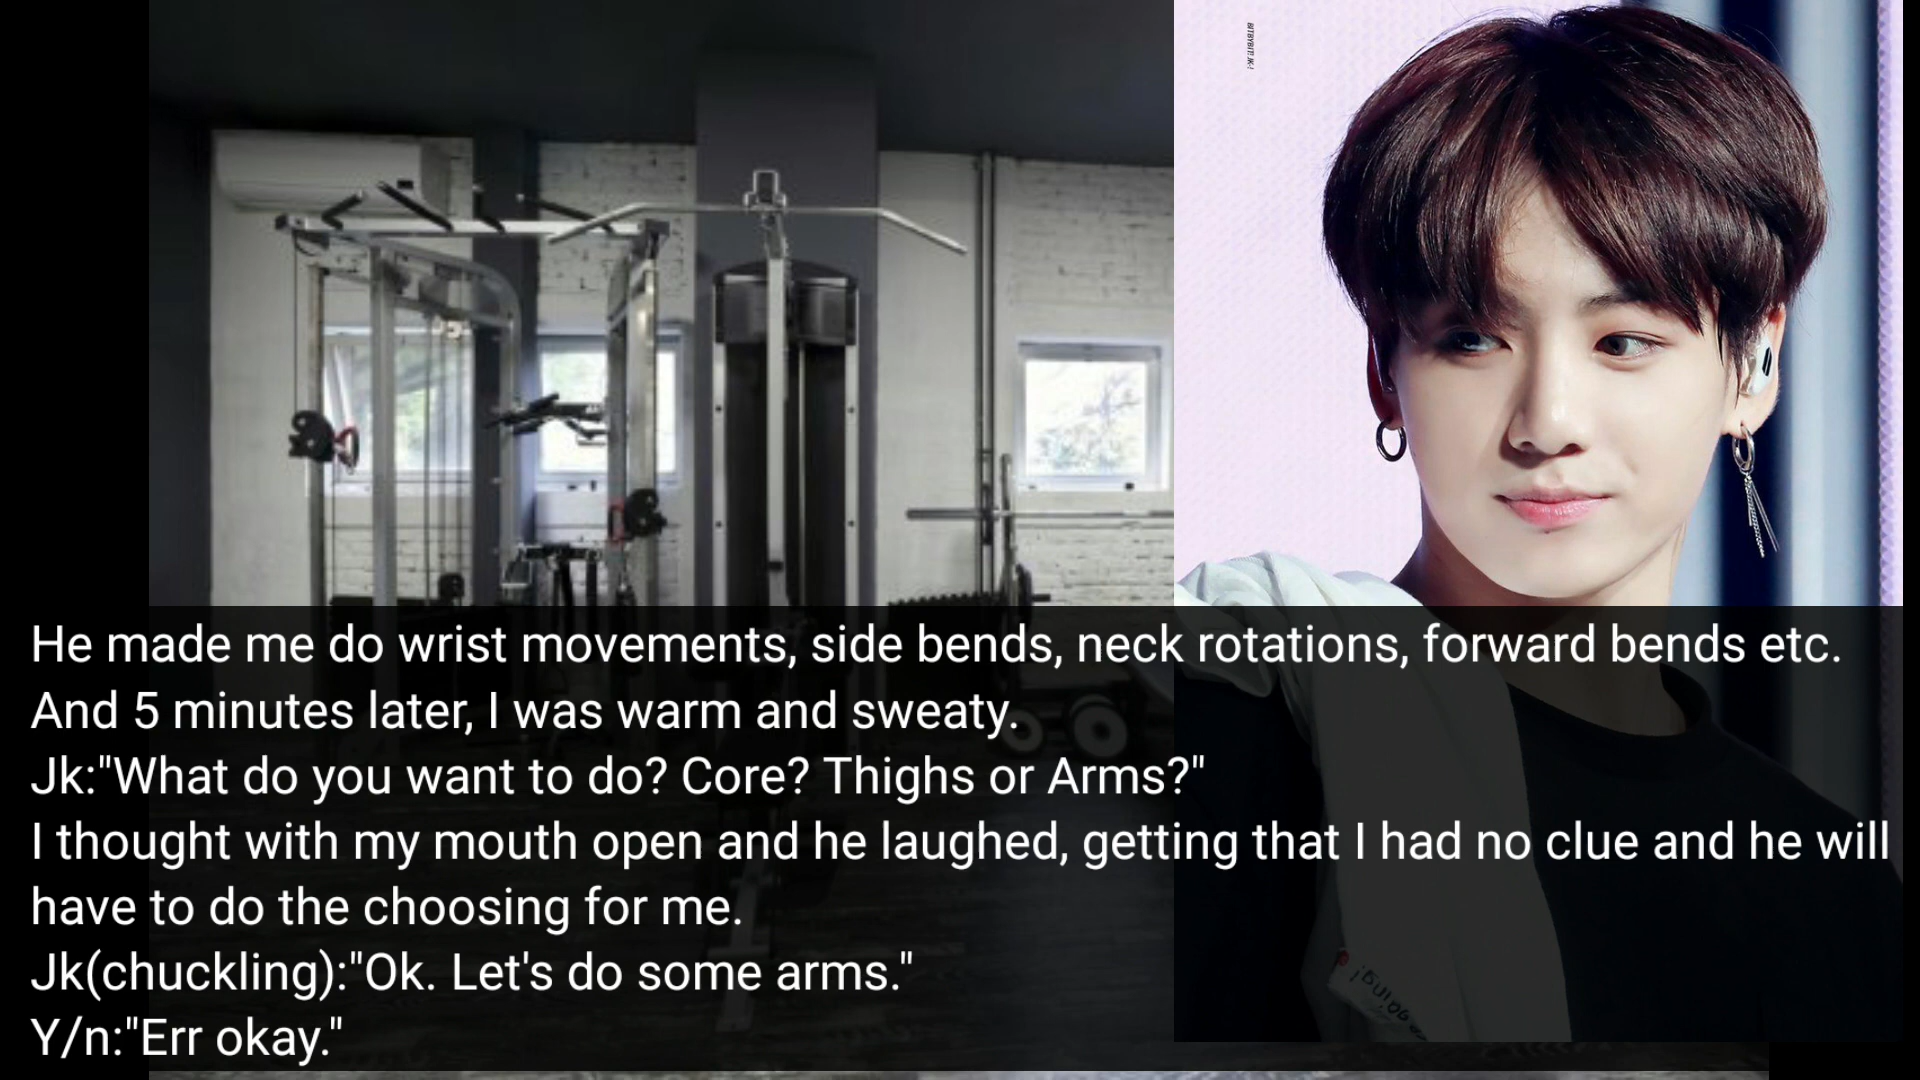 BITBYBIT! JK-!
He made me do wrist movements, side bends, neck rotations, forward bends etc.
And 5 minutes later, I was warm and sweaty.
Jk:"What do you want to do? Core? Thighs or Arms?"
I thought with my mouth open and he laughed, getting that I had no clue and he will
have to do the choosing for me.
Jk(chuckling):"Ok. Let's do some arms."
Y/n:"Err okay."